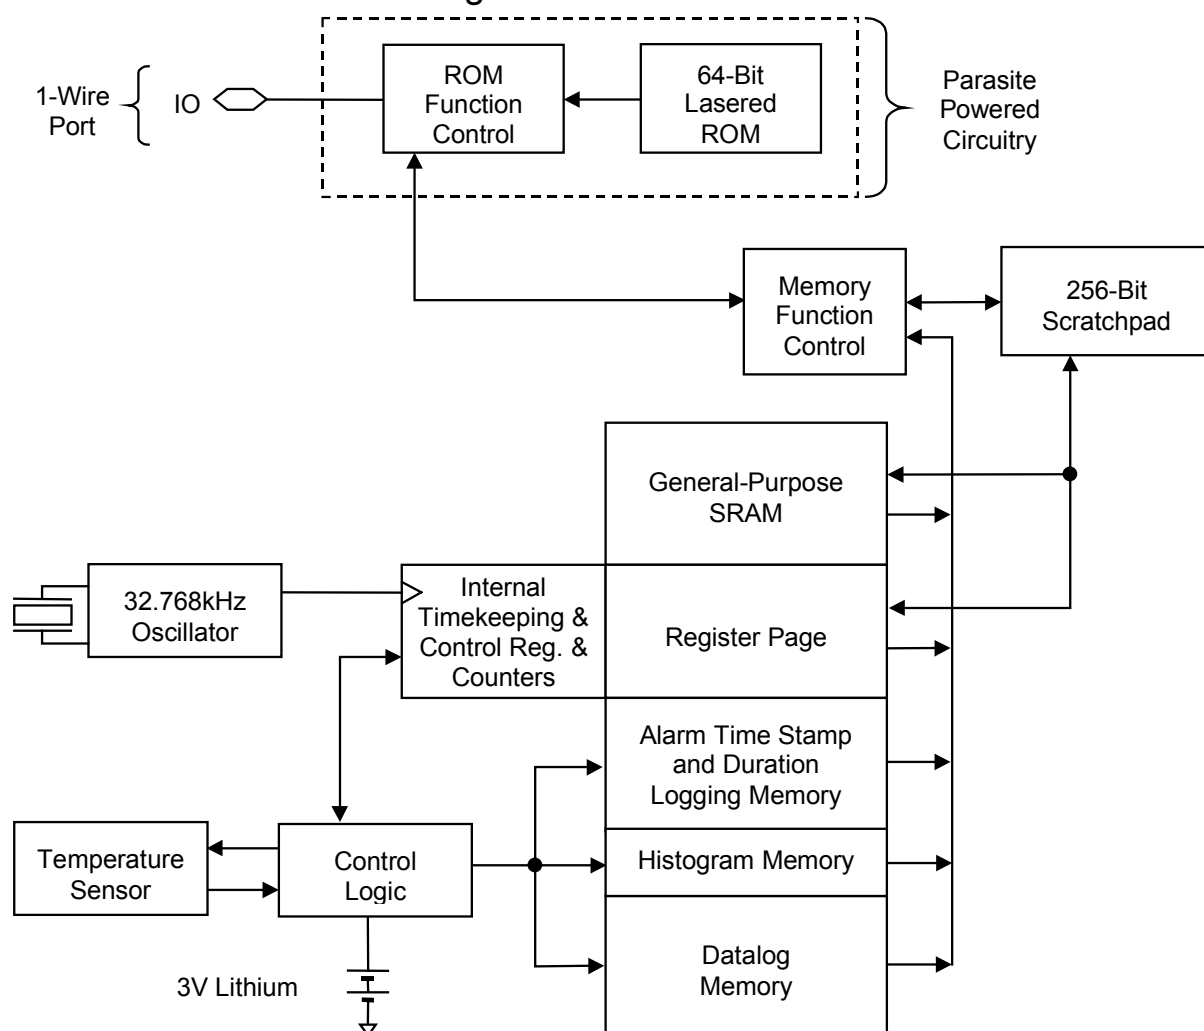 1-Wire
Port
IO
ROM
Function
Control
64-Bit
Lasered
ROM
Parasite
Powered
Circuitry
Memory
Function
Control
256-Bit
Scratchpad
General-Purpose
SRAM
32.768kHz
Oscillator
Internal
Timekeeping &
Control Reg. &
Counters
Register Page
Alarm Time Stamp
and Duration
Logging Memory
Temperature
Sensor
Control
Logic
Histogram Memory
Datalog
Memory
3V Lithium